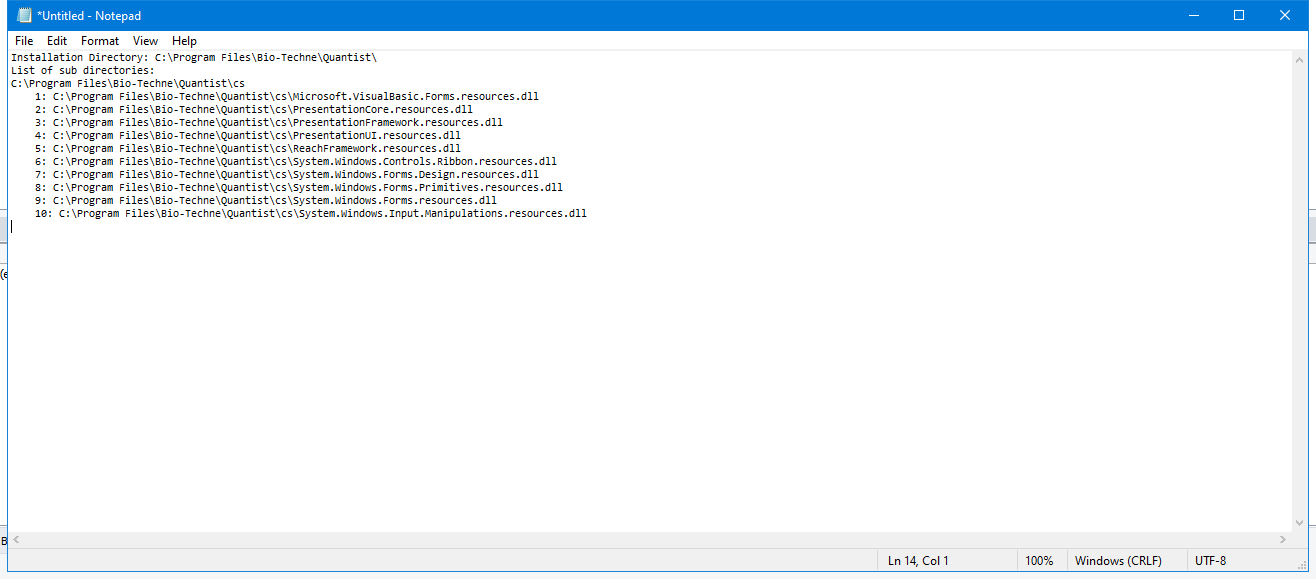 *Untitled - Notepad
File Edit Format View Help
Installation Directory: C:\Program Files\Bio-Techne\Quantist\
List of sub directories:
C:\Program Files\Bio-Techne\Quantist\cs
1: C:\Program Files\Bio-Techne\Quantist\cs\Microsoft.VisualBasic.Forms.resources.dll
2: C:\Program Files\Bio-Techne\Quantist\cs\PresentationCore.resources.dll
3: C:\Program Files\Bio-Techne\Quantist\cs\PresentationFramework.resources.dll
4: C:\Program Files\Bio-Techne\Quantist\cs\PresentationUI.resources.dll
5: C:\Program Files\Bio-Techne\Quantist\cs\ReachFramework.resources.dll
6: C:\Program Files\Bio-Techne\Quantist\cs\System.Windows.Controls.Ribbon.resources.dll
7: C:\Program Files\Bio-Techne\Quantist\cs\System.Windows.Forms.Design.resources.dll
8: C:\Program Files\Bio-Techne\Quantist\cs\System.Windows.Forms.Primitives.resources.dll
9: C:\Program Files\Bio-Techne\Quantist\cs\System.Windows.Forms.resources.dll
10: C:\Program Files\Bio-Techne\Quantist\cs\System.Windows.Input.Manipulations.resources.dll
Ln 14, Col 1 100% Windows (CRLF) UTF-8